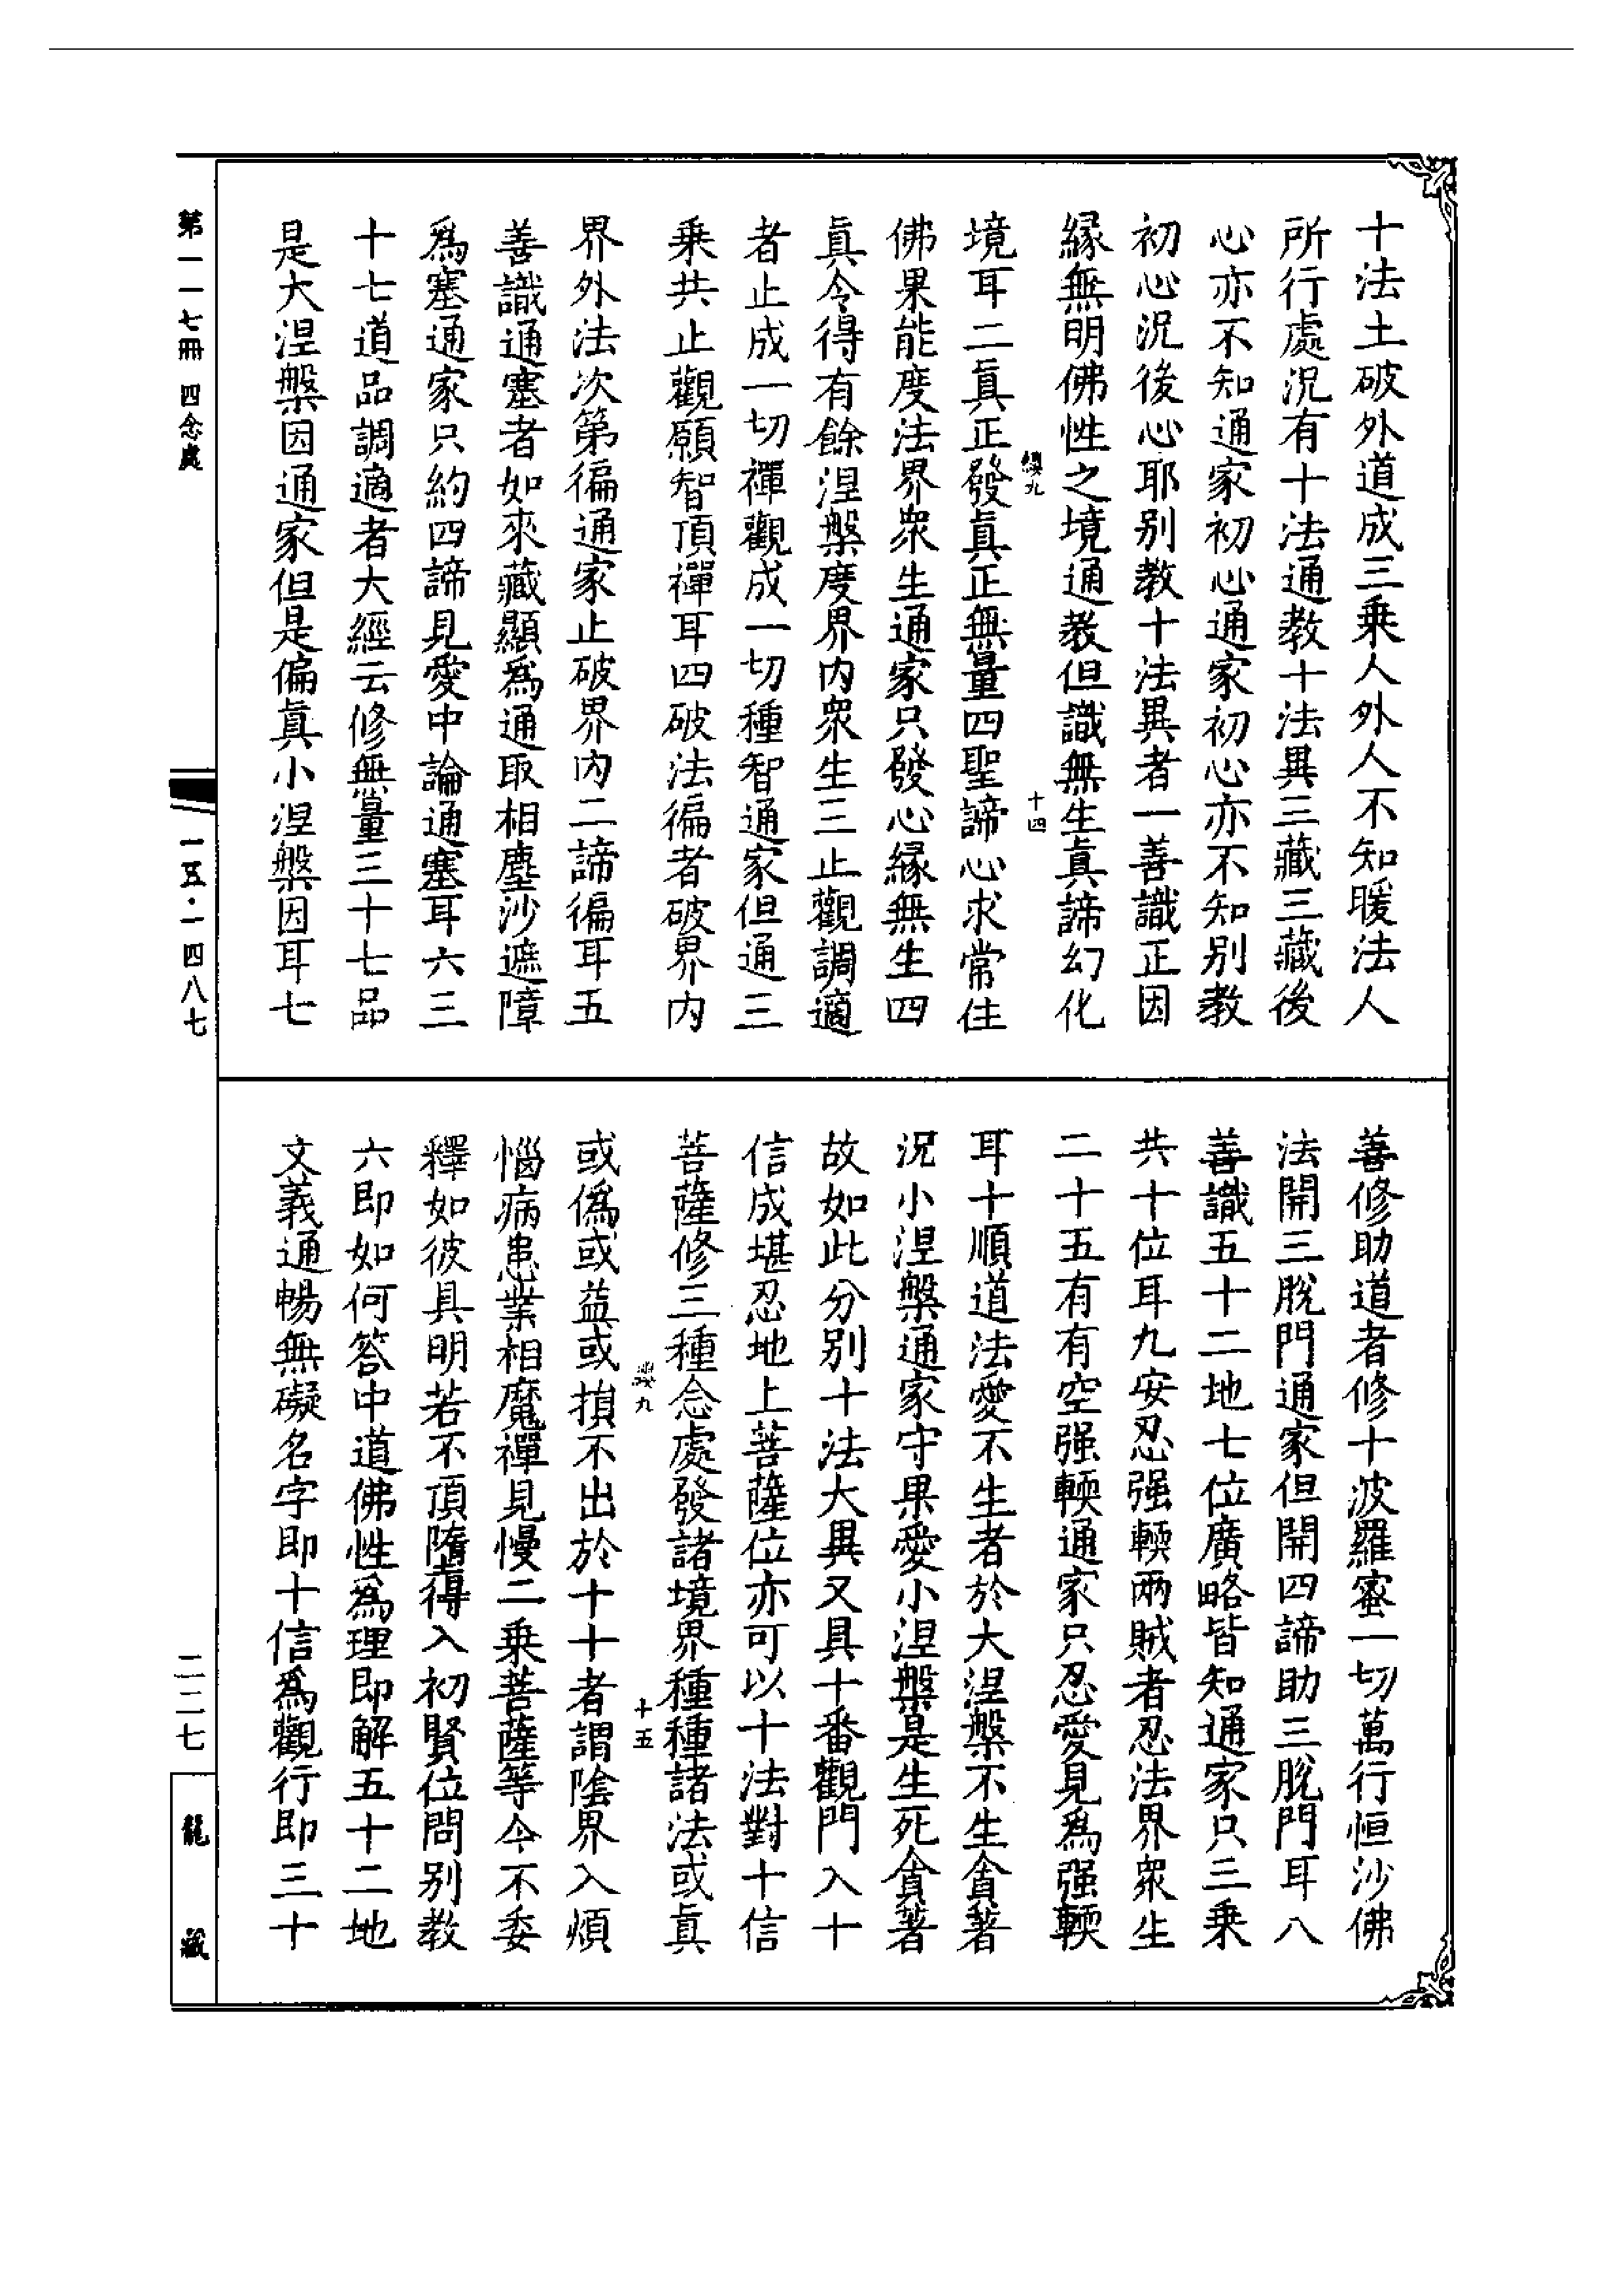 十法土破外道成三乘人外人不知暖法人
所行處況有十法通教十法異三藏三藏後
心亦不知通家初心通家初心亦不知别教
初心況後心耶别教十法異者一善識正因
緣無明佛性之境通教但識無生真諦幻化
九
十四
境耳二真正發真正無量四聖諦心求常住
佛果能度法界眾生通家只發心緣無生四
真令得有餘涅槃度界内眾生三止觀調適
者止成一切禪觀成一切種智通家但通三
乘共止觀願智頂禪耳四破法徧者破界内
界外法次第徧通家止破界内二諦徧耳五
善識通塞者如來藏顯為通取相塵沙遮障
為塞通家只約四諦見愛中論通塞耳六三
十七道品調適者大經云修無量三十七品
是大涅槃因通家但是偏真小涅槃因耳七
善修助道者修十波羅蜜一切萬行恒沙佛
法開三脫門通家但開四諦助三脫門耳八
善識五十二地七位廣略皆知通家只三乘
共十位耳九安忍强輭兩賊者忍法界眾生
二十五有有空强輭通家只忍愛見為强輭
耳十順道法愛不生者於大涅槃不生貪著
況小涅槃通家守果愛小涅槃是生死貪著
故如此分别十法大異又具十番觀門入十
信成堪忍地上菩薩位亦可以十法對十信
菩薩修三種念處發諸境界種種諸法或真
九
十五
或偽或益或損不出於十十者謂陰界入煩
惱病患業相魔禪見慢二乘菩薩等今不委
釋如彼具明若不頂墮得入初賢位問别教
六即如何答中道佛性為理即解五十二地
文義通暢無礙名字即十信為觀行即三十
第一一七冊 四念處
一五·一四八七
二二七
龍藏